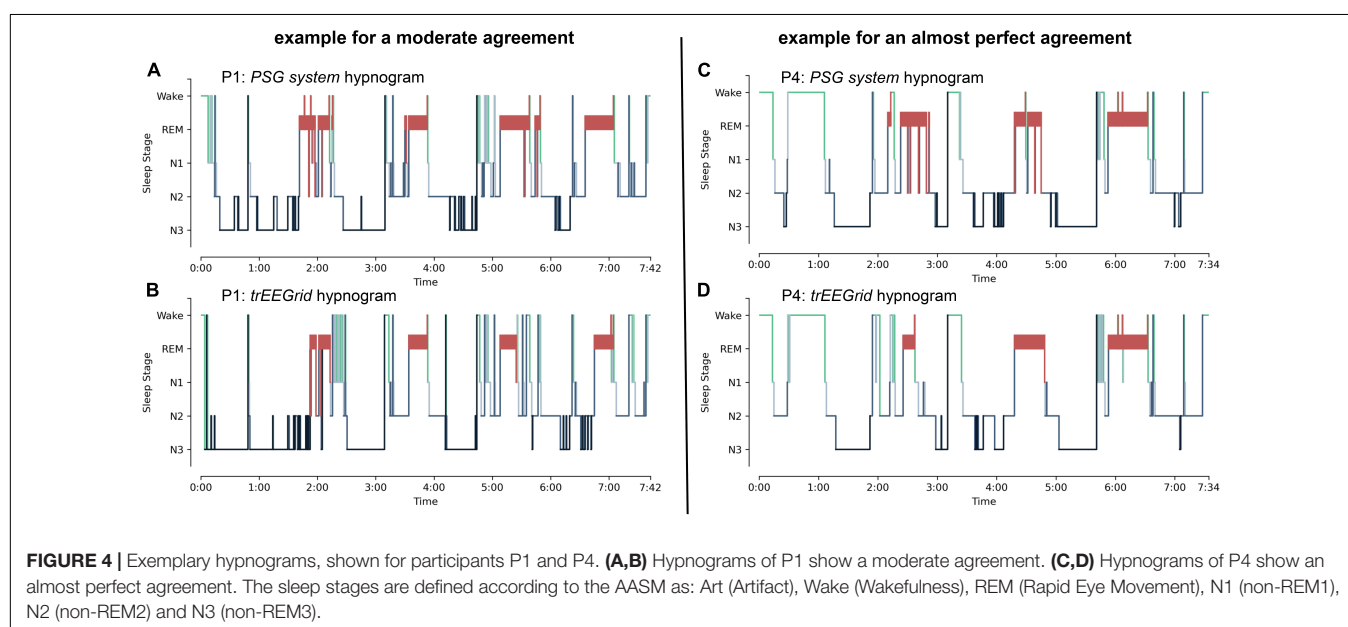 example for a moderate agreement
example for an almost perfect agreement
A
P1: PSG system hypnogram
Wake
REM
N1
N2
N3
Sleep Stage
0:00 1:00 2:00 3:00 4:00 5:00 6:00 7:00 7:42
Time
C
P4: PSG system hypnogram
Wake
REM
N1
N2
N3
Sleep Stage
0:00 1:00 2:00 3:00 4:00 5:00 6:00 7:00 7:34
Time
B
P1: trEEGrid hypnogram
Wake
REM
N1
N2
N3
Sleep Stage
0:00 1:00 2:00 3:00 4:00 5:00 6:00 7:00 7:42
Time
D
P4: trEEGrid hypnogram
Wake
REM
N1
N2
N3
Sleep Stage
0:00 1:00 2:00 3:00 4:00 5:00 6:00 7:00 7:34
Time
FIGURE 4 | Exemplary hypnograms, shown for participants P1 and P4. (A,B) Hypnograms of P1 show a moderate agreement. (C,D) Hypnograms of P4 show an
almost perfect agreement. The sleep stages are defined according to the AASM as: Art (Artifact), Wake (Wakefulness), REM (Rapid Eye Movement), N1 (non-REM1),
N2 (non-REM2) and N3 (non-REM3).